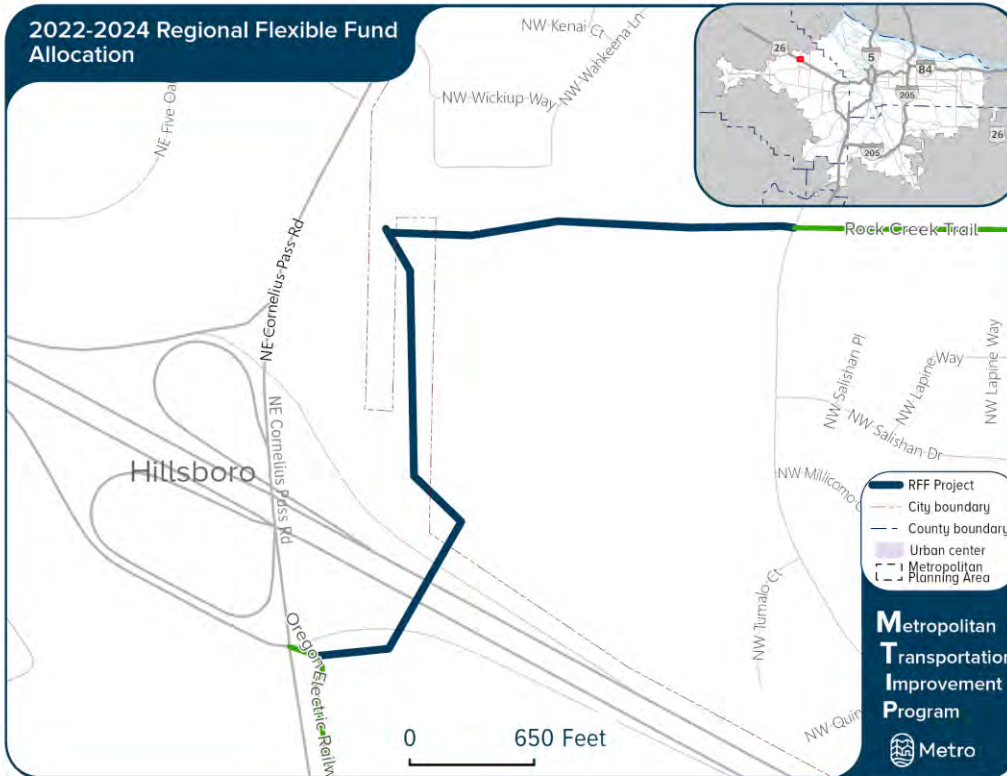 2022-2024 Regional Flexible Fund
Allocation
NW Kenai Ct
NW Wahkeena Ln
NW Wickiup Way
NE Five Oa
26
5
84
205
26
205
NE Cornelius Pass Rd
Rock Creek Trail
NW Salishan Pl
NW Lapine Way
NW Lapine Way
NW Salishan Dr
NE Cornelius Pass Rd
Hillsboro
NW Millicoma C
RFF Project
City boundary
County boundary
Urban center
Metropolitan
Planning Area
NW Tumalo Ct
Oregon Electric Railw
NW Quin
Metropolitan
Transportation
Improvement
Program
Metro
0 650 Feet